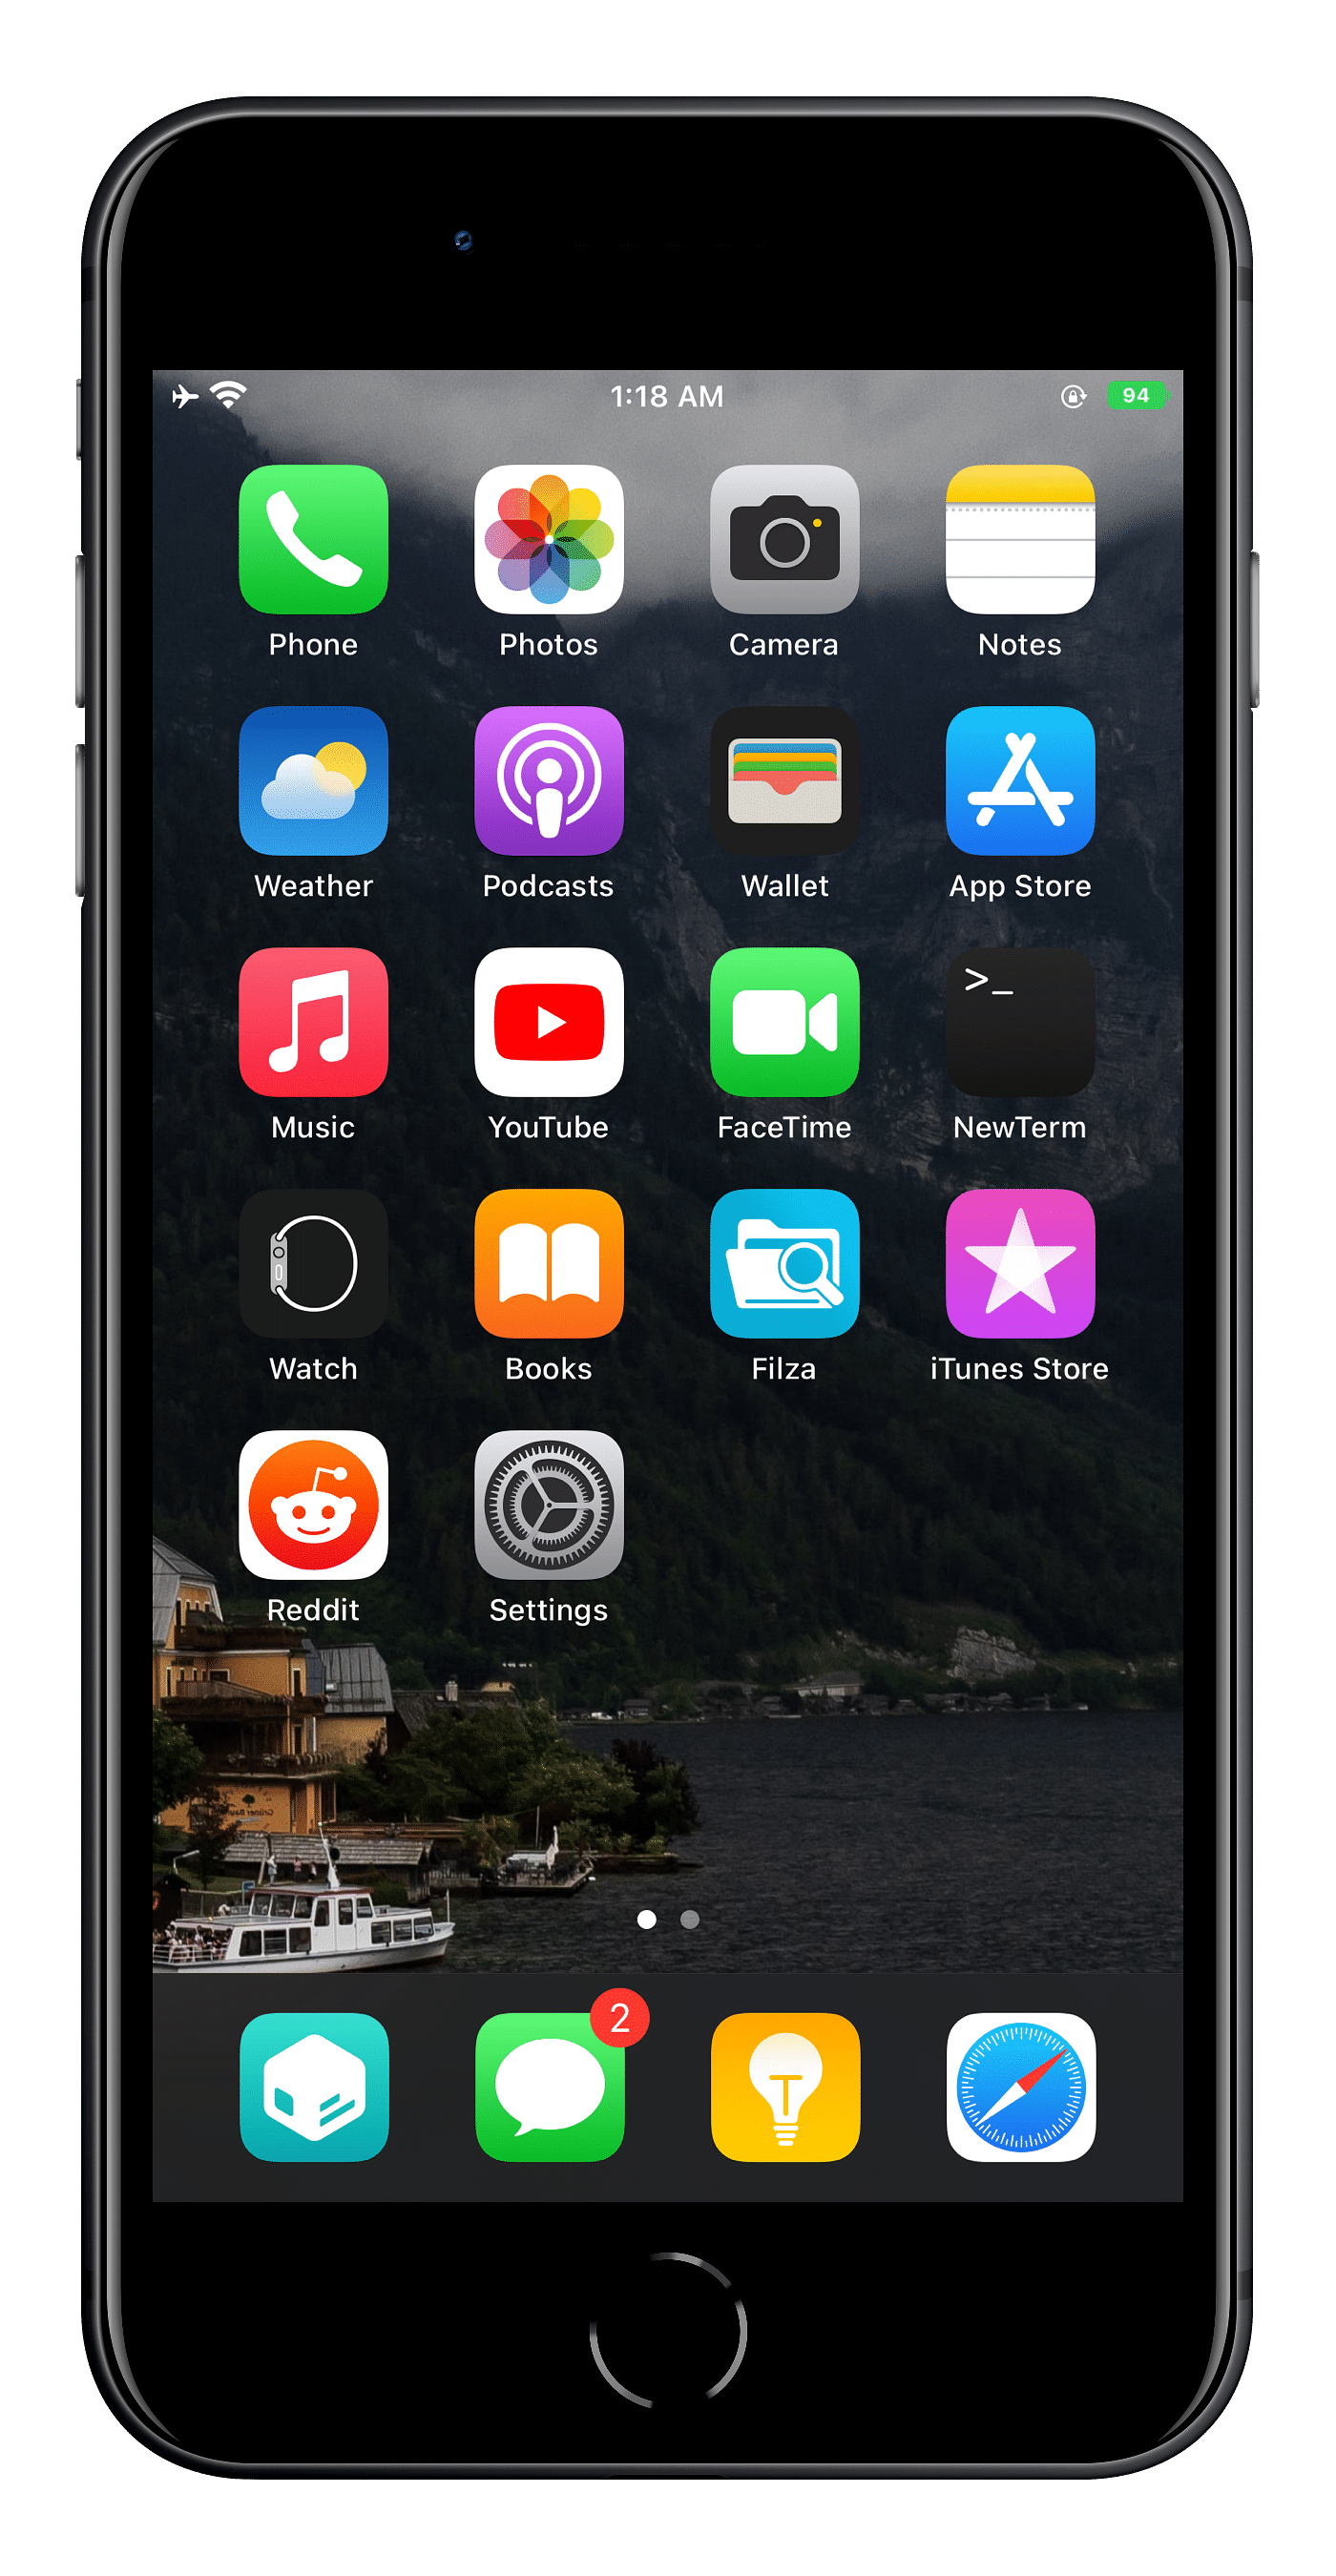 1:18 AM
94
Phone
Photos
Camera
Notes
Weather
Podcasts
Wallet
App Store
>_
Music
YouTube
FaceTime
NewTerm
Watch
Books
Filza
iTunes Store
Reddit
Settings
2